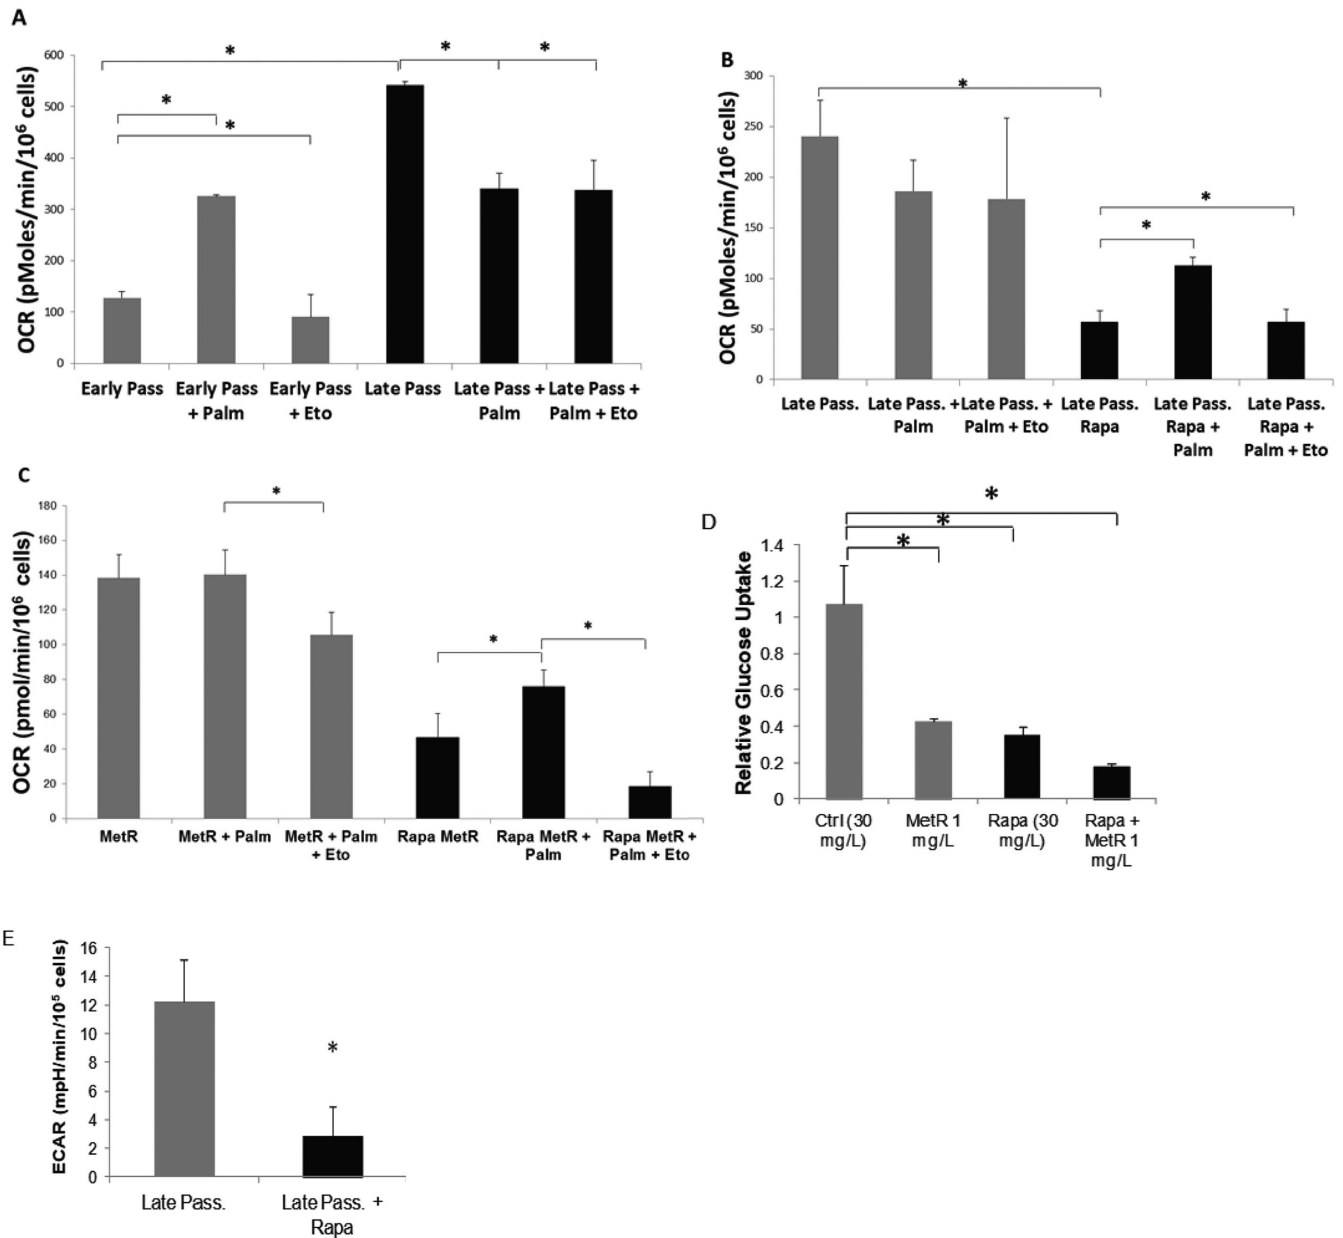 A
OCR (pMoles/min/10⁶ cells)
600
500
400
300
200
100
0
*
*
*
*
*
Early Pass
Early Pass
+ Palm
Early Pass
+ Eto
Late Pass
Late Pass +
Palm
Late Pass +
Palm + Eto
B
OCR (pMoles/min/10⁶ cells)
300
250
200
150
100
50
0
*
*
*
Late Pass.
Late Pass. +
Palm
Late Pass. +
Palm + Eto
Late Pass.
Rapa
Late Pass.
Rapa +
Palm
Late Pass.
Rapa +
Palm + Eto
C
OCR (pmol/min/10⁶ cells)
180
160
140
120
100
80
60
40
20
0
*
*
*
MetR
MetR + Palm
MetR + Palm
+ Eto
Rapa MetR
Rapa MetR +
Palm
Rapa MetR +
Palm + Eto
D
Relative Glucose Uptake
1.4
1.2
1
0.8
0.6
0.4
0.2
0
*
*
*
Ctrl (30
mg/L)
MetR 1
mg/L
Rapa (30
mg/L)
Rapa +
MetR 1
mg/L
E
ECAR (mpH/min/10⁵ cells)
16
14
12
10
8
6
4
2
0
*
Late Pass.
Late Pass. +
Rapa